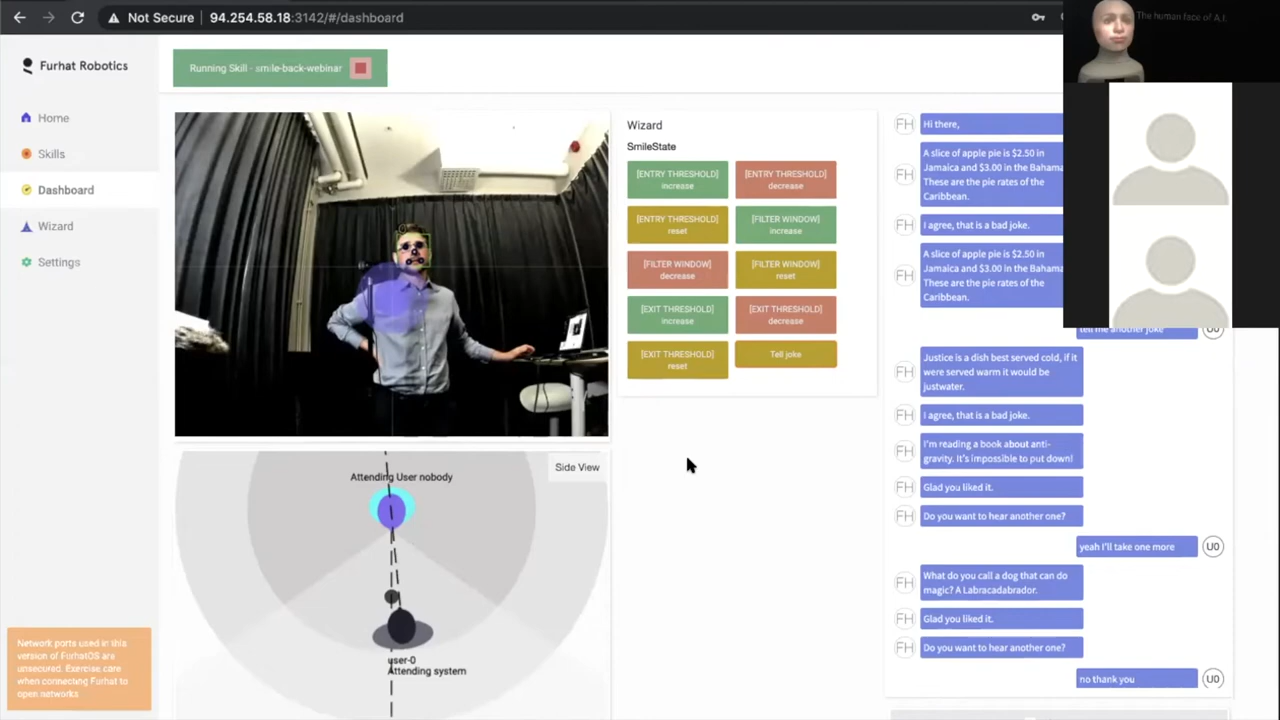 Not Secure
94.254.58.18:3142/#/dashboard
The human face of A.I.
Furhat Robotics
Running Skill - smile-back-webinar
Home
Skills
Dashboard
Wizard
Settings
Network ports used in this
version of FurhatOS are
unsecured. Exercise care
when connecting Furhat to
open networks
Attending User nobody
Side View
user-0
Attending system
Wizard
SmileState
[ENTRY THRESHOLD]
increase
[ENTRY THRESHOLD]
decrease
[ENTRY THRESHOLD]
reset
[FILTER WINDOW]
increase
[FILTER WINDOW]
decrease
[FILTER WINDOW]
reset
[EXIT THRESHOLD]
increase
[EXIT THRESHOLD]
decrease
[EXIT THRESHOLD]
reset
Tell joke
FH
Hi there,
FH
A slice of apple pie is $2.50 in
Jamaica and $3.00 in the Bahama
These are the pie rates of the
Caribbean.
FH
I agree, that is a bad joke.
FH
A slice of apple pie is $2.50 in
Jamaica and $3.00 in the Bahama
These are the pie rates of the
Caribbean.
tell me another joke
U0
FH
Justice is a dish best served cold, if it
were served warm it would be
justwater.
FH
I agree, that is a bad joke.
FH
I'm reading a book about anti-
gravity. It's impossible to put down!
FH
Glad you liked it.
FH
Do you want to hear another one?
yeah I'll take one more
U0
FH
What do you call a dog that can do
magic? A Labracadabrador.
FH
Glad you liked it.
FH
Do you want to hear another one?
no thank you
U0